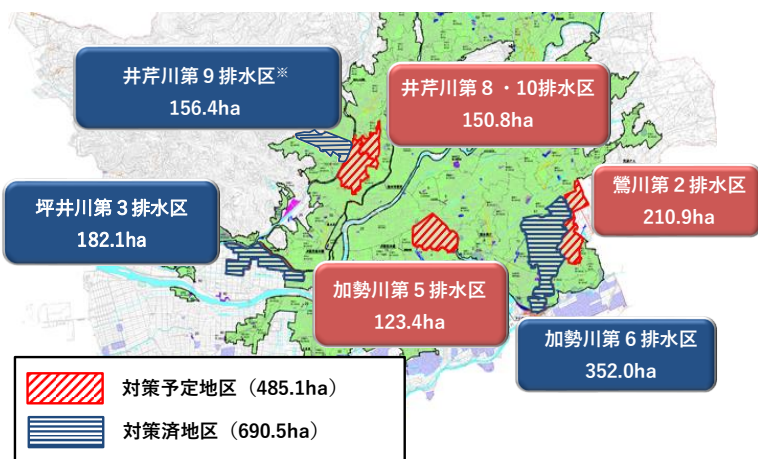 井芹川第9排水区※
156.4ha
井芹川第8・10排水区
150.8ha
鶯川第2排水区
210.9ha
坪井川第3排水区
182.1ha
加勢川第5排水区
123.4ha
加勢川第6排水区
352.0ha
対策予定地区（485.1ha）
対策済地区（690.5ha）